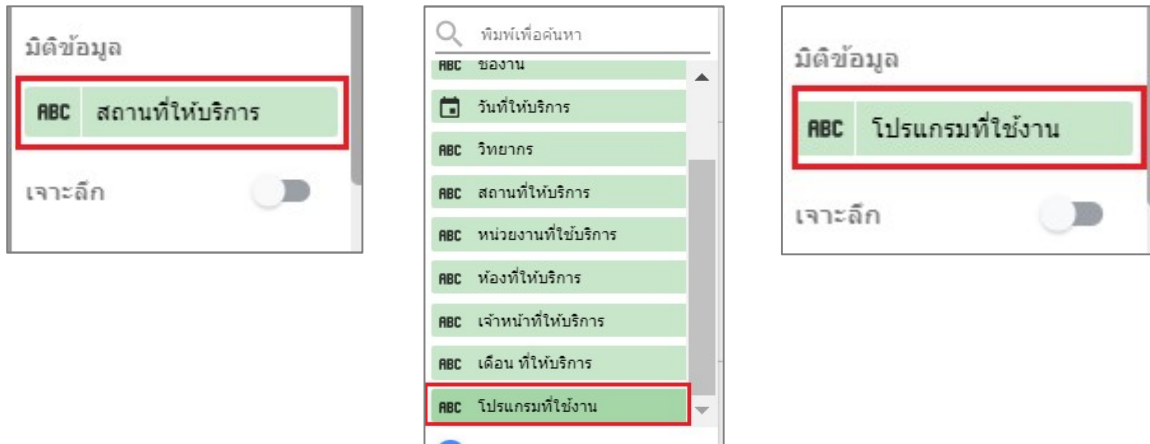 มิติข้อมูล
ABC สถานที่ให้บริการ
เจาะลึก
พิมพ์เพื่อค้นหา
ABC ชื่องาน
วันที่ให้บริการ
ABC วิทยากร
ABC สถานที่ให้บริการ
ABC หน่วยงานที่ใช้บริการ
ABC ห้องที่ให้บริการ
ABC เจ้าหน้าที่ให้บริการ
ABC เดือน ที่ให้บริการ
ABC โปรแกรมที่ใช้งาน
มิติข้อมูล
ABC โปรแกรมที่ใช้งาน
เจาะลึก